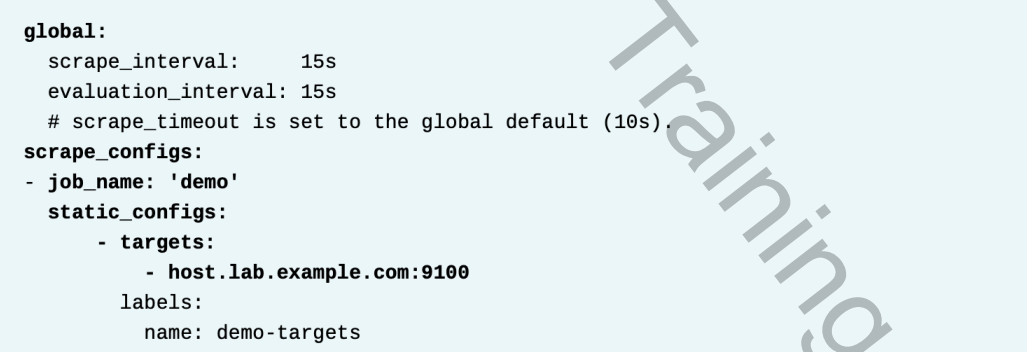 global:
  scrape_interval:     15s
  evaluation_interval: 15s
  # scrape_timeout is set to the global default (10s).
scrape_configs:
- job_name: 'demo'
  static_configs:
      - targets:
          - host.lab.example.com:9100
        labels:
          name: demo-targets
Training